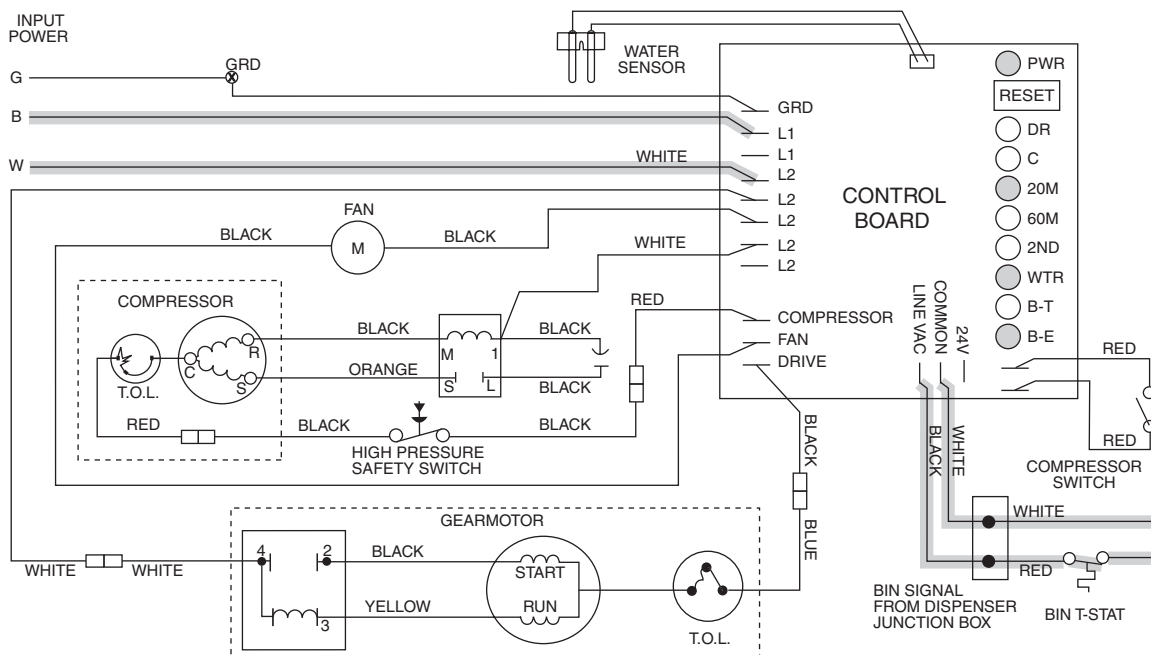 INPUT
POWER
G
GRD
B
W
WHITE
WATER
SENSOR
GRD
L1
L1
L2
L2
L2
L2
L2
CONTROL
BOARD
PWR
RESET
DR
C
20M
60M
2ND
WTR
B-T
B-E
FAN
M
BLACK
BLACK
WHITE
RED
COMPRESSOR
FAN
DRIVE
LINE VAC
COMMON
24V
RED
RED
COMPRESSOR
SWITCH
COMPRESSOR
T.O.L.
C
R
S
BLACK
ORANGE
M
1
S
L
BLACK
BLACK
RED
BLACK
BLACK
HIGH PRESSURE
SAFETY SWITCH
BLACK
BLUE
BLACK
WHITE
WHITE
RED
BIN SIGNAL
FROM DISPENSER
JUNCTION BOX
BIN T-STAT
GEARMOTOR
WHITE
WHITE
4
2
3
BLACK
YELLOW
START
RUN
T.O.L.